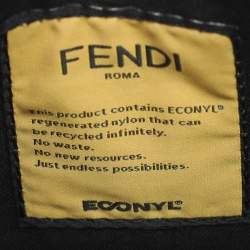 FENDI
ROMA
This product contains ECONYL®
regenerated nylon that can
be recycled infinitely.
No waste.
No new resources.
Just endless possibilities.
ECONYL®